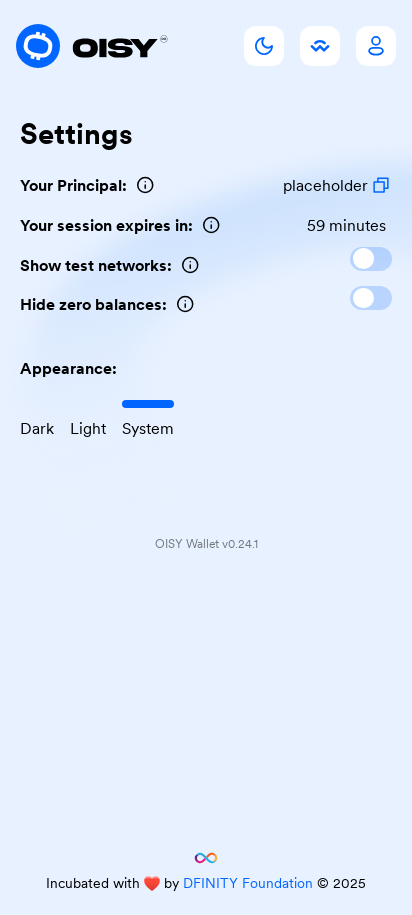 OISY
Settings
Your Principal: placeholder
Your session expires in: 59 minutes
Show test networks:
Hide zero balances:
Appearance:
Dark Light System
OISY Wallet v0.24.1
Incubated with ❤️ by DFINITY Foundation © 2025